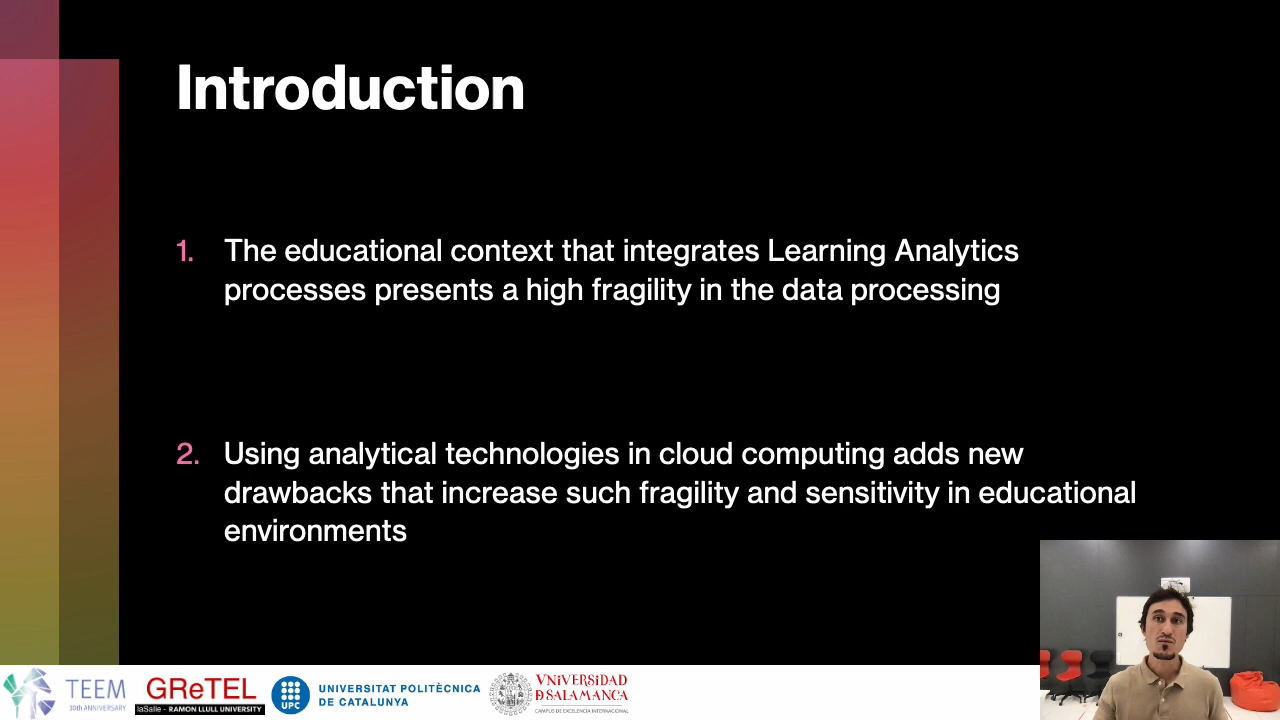 Introduction
1. The educational context that integrates Learning Analytics
processes presents a high fragility in the data processing
2. Using analytical technologies in cloud computing adds new
drawbacks that increase such fragility and sensitivity in educational
environments
TEEM
10th ANNIVERSARY
GReTEL
laSalle - RAMON LLULL UNIVERSITY
UPC
UNIVERSITAT POLITÈCNICA
DE CATALUNYA
VNIVERSIDAD
D SALAMANCA
CAMPUS DE EXCELENCIA INTERNACIONAL